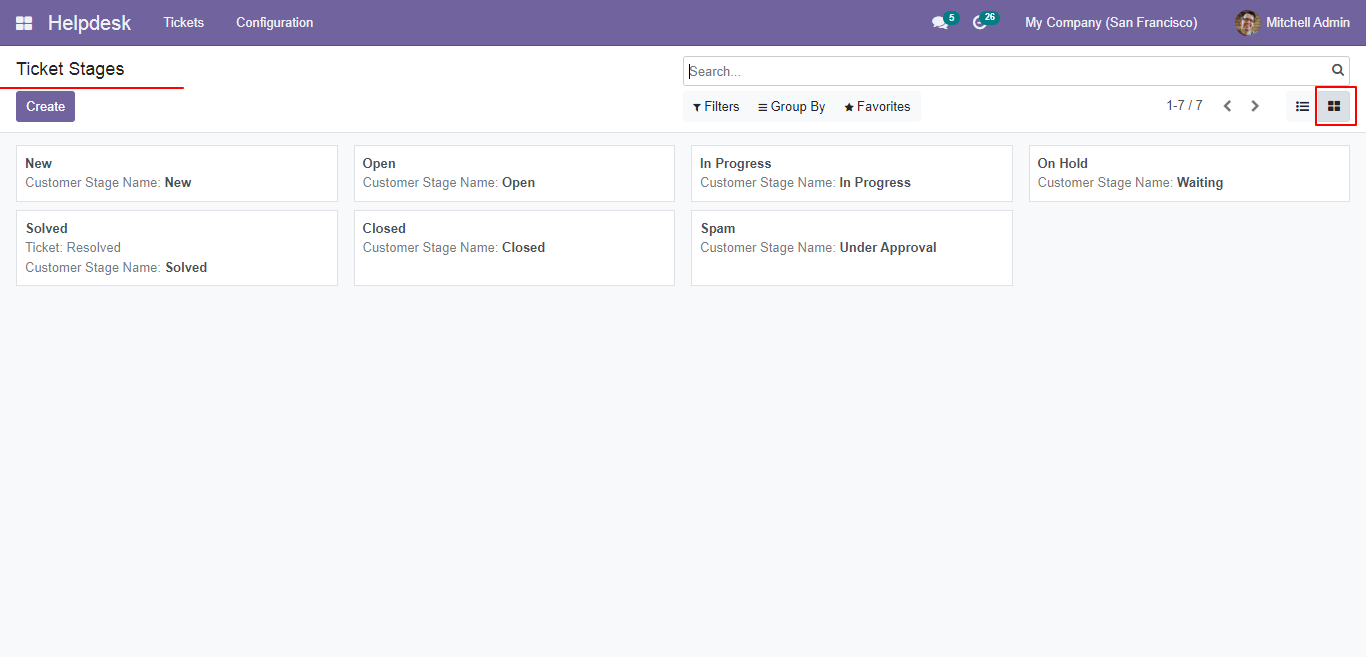 Helpdesk Tickets Configuration 5 26 My Company (San Francisco) Mitchell Admin
Ticket Stages
Search...
Create
Filters Group By Favorites 1-7 / 7
New
Customer Stage Name: New
Open
Customer Stage Name: Open
In Progress
Customer Stage Name: In Progress
On Hold
Customer Stage Name: Waiting
Solved
Ticket: Resolved
Customer Stage Name: Solved
Closed
Customer Stage Name: Closed
Spam
Customer Stage Name: Under Approval